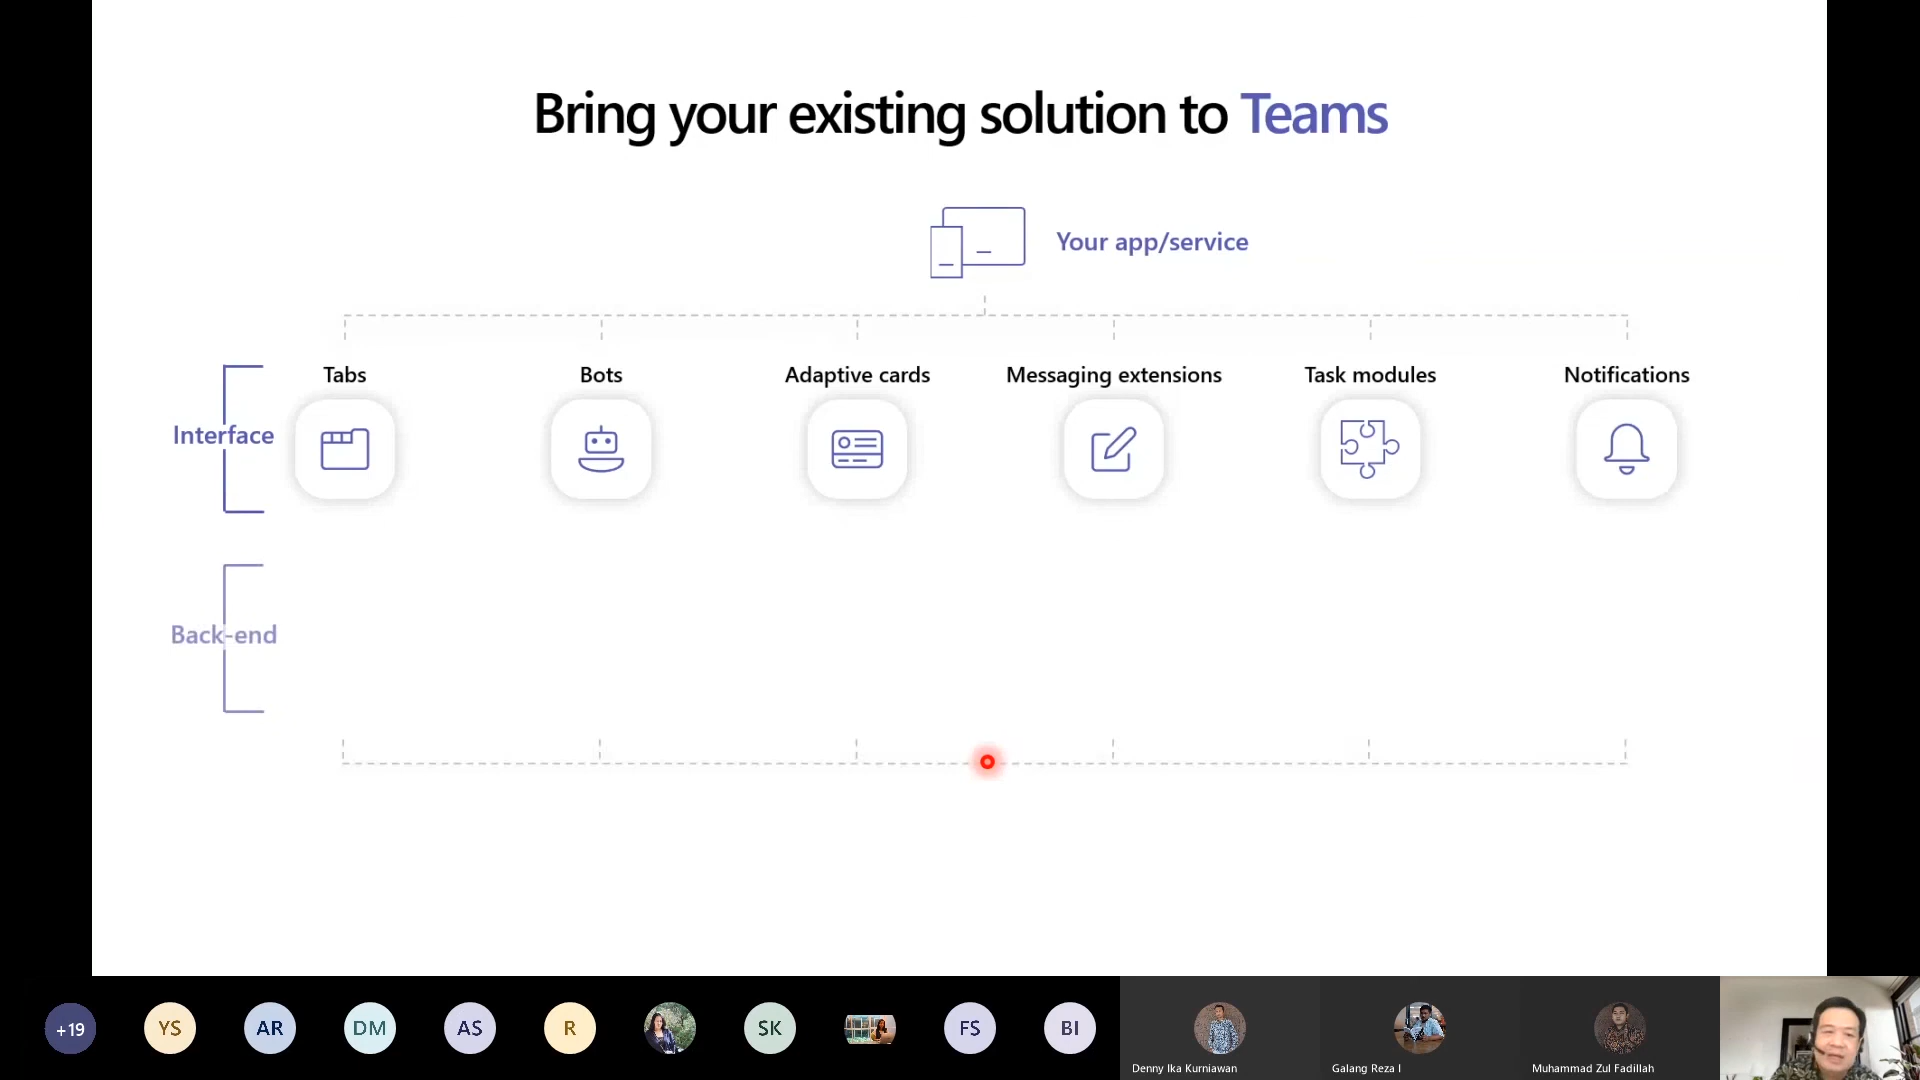 Bring your existing solution to Teams
Your app/service
Tabs
Bots
Adaptive cards
Messaging extensions
Task modules
Notifications
Interface
Back-end
+19
YS
AR
DM
AS
R
SK
FS
BI
Denny Ika Kurniawan
Galang Reza I
Muhammad Zul Fadillah